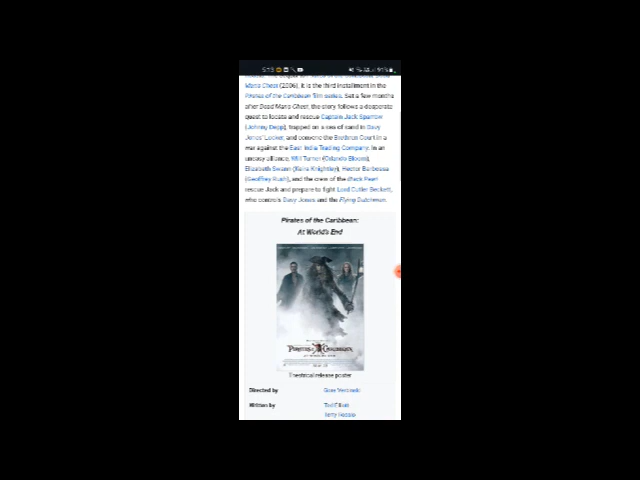 Man's Chest (2006), it is the third installment in the
Pirates of the Caribbean film series. Set a few months
after Dead Man's Chest, the story follows a desperate
quest to locate and rescue Captain Jack Sparrow
(Johnny Depp), trapped on a sea of sand in Davy
Jones' Locker, and convene the Brethren Court in a
war against the East India Trading Company. In an
uneasy alliance, Will Turner (Orlando Bloom),
Elizabeth Swann (Keira Knightley), Hector Barbossa
(Geoffrey Rush), and the crew of the Black Pearl
rescue Jack and prepare to fight Lord Cutler Beckett,
who controls Davy Jones and the Flying Dutchman.
Pirates of the Caribbean:
At World's End
PIRATES CARIBBEAN
Theatrical release poster
Directed by Gore Verbinski
Written by Ted Elliott
Terry Rossio